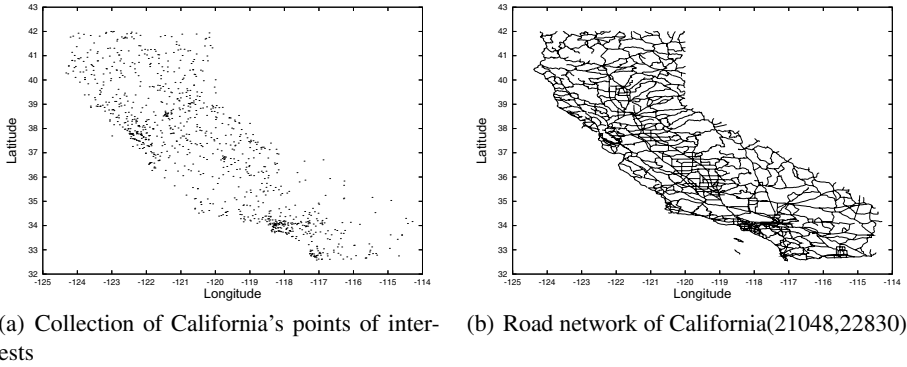 43
42
41
40
39
38
37
36
35
34
33
32
Latitude
-125 -124 -123 -122 -121 -120 -119 -118 -117 -116 -115 -114
Longitude
43
42
41
40
39
38
37
36
35
34
33
32
Latitude
-125 -124 -123 -122 -121 -120 -119 -118 -117 -116 -115 -114
Longitude
(a) Collection of California's points of inter-
ests
(b) Road network of California(21048,22830)